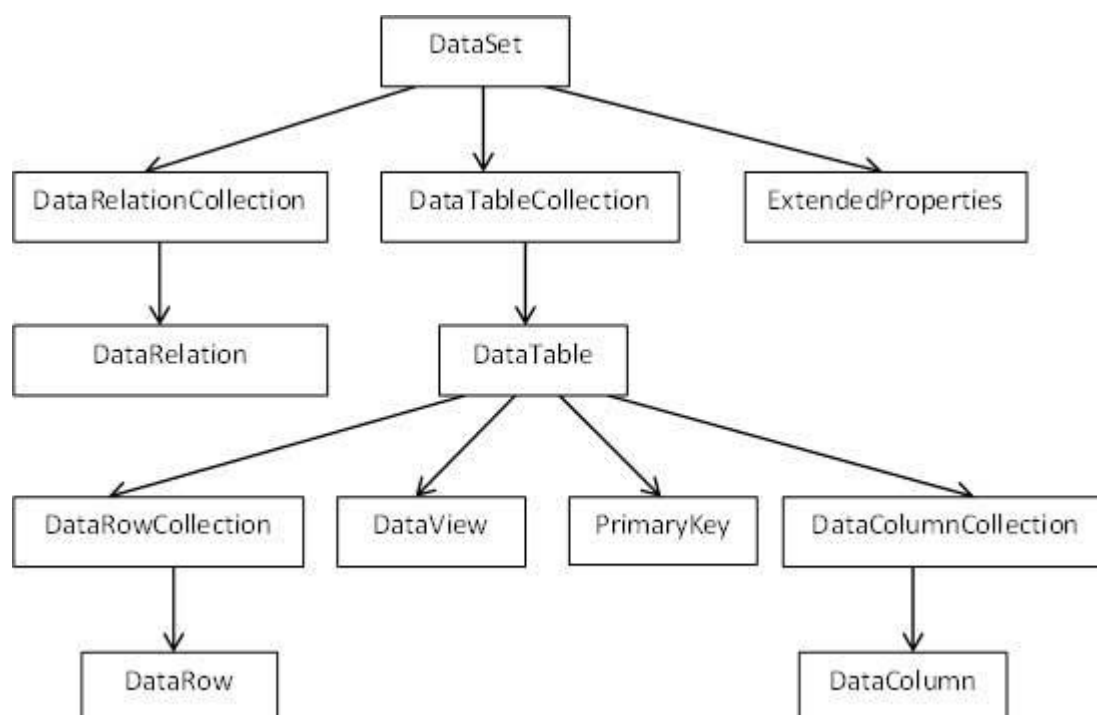 DataSet
DataRelationCollection
DataTableCollection
ExtendedProperties
DataRelation
DataTable
DataRowCollection
DataView
PrimaryKey
DataColumnCollection
DataRow
DataColumn